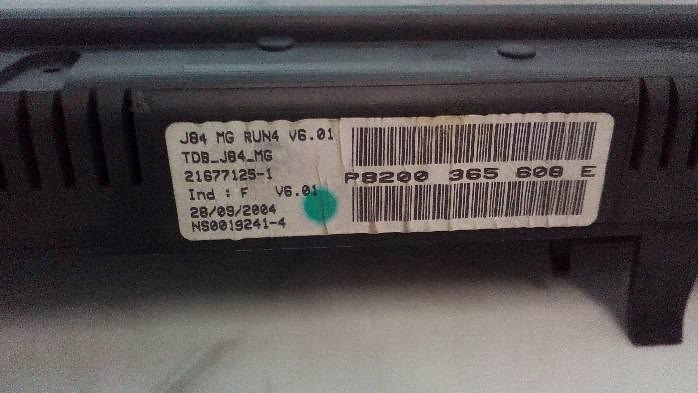 J84 MG RUN4 V6.01
TDB_J84_MG
21677125-1
Ind : F V6.01
28/09/2004
NS0019241-4
P8200 365 608 E